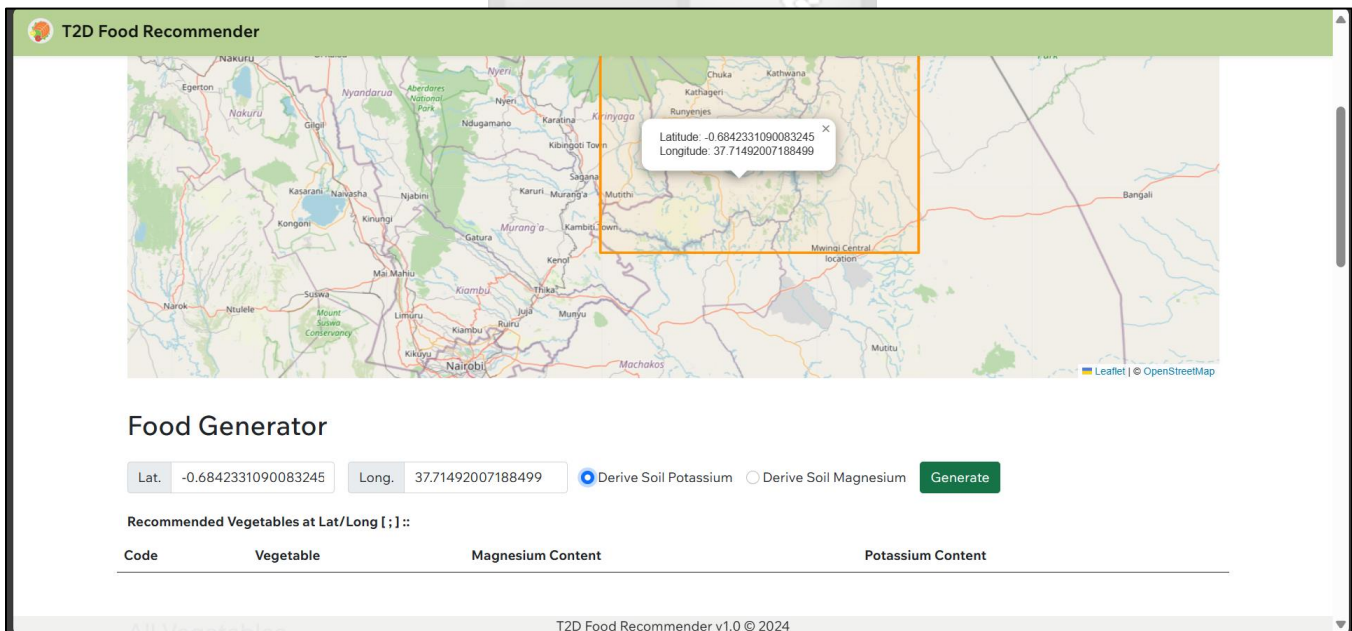 T2D Food Recommender
Nakuru
Egerton
Nakuru
Gilgil
Nyandarua
Aberdares
National
Park
Nyeri
Nyeri
Ndugamano
Karatina
Kirinyaga
Kibingoti Town
Chuka
Kathwana
Kathageri
Runyenjes
Latitude: -0.6842331090083245
Longitude: 37.71492007188499
×
Sagana
Kasarani
Naivasha
Njabini
Karuri
Murang'a
Mutithi
Bangali
Kongoni
Kinungi
Gatura
Murang'a
Kambiti Town
Kenol
Mwingi Central
location
Mai Mahiu
Suswa
Kiambu
Thika
Narok
Ntulele
Mount
Suswa
Conservancy
Limuru
Juja
Munyu
Kiambu
Ruiru
Kikuyu
Nairobi
Machakos
Mutitu
Leaflet | © OpenStreetMap
Food Generator
Lat. -0.6842331090083245 Long. 37.71492007188499 Derive Soil Potassium Derive Soil Magnesium Generate
Recommended Vegetables at Lat/Long [ ; ] ::
Code Vegetable Magnesium Content Potassium Content
All Vegetables
T2D Food Recommender v1.0 © 2024